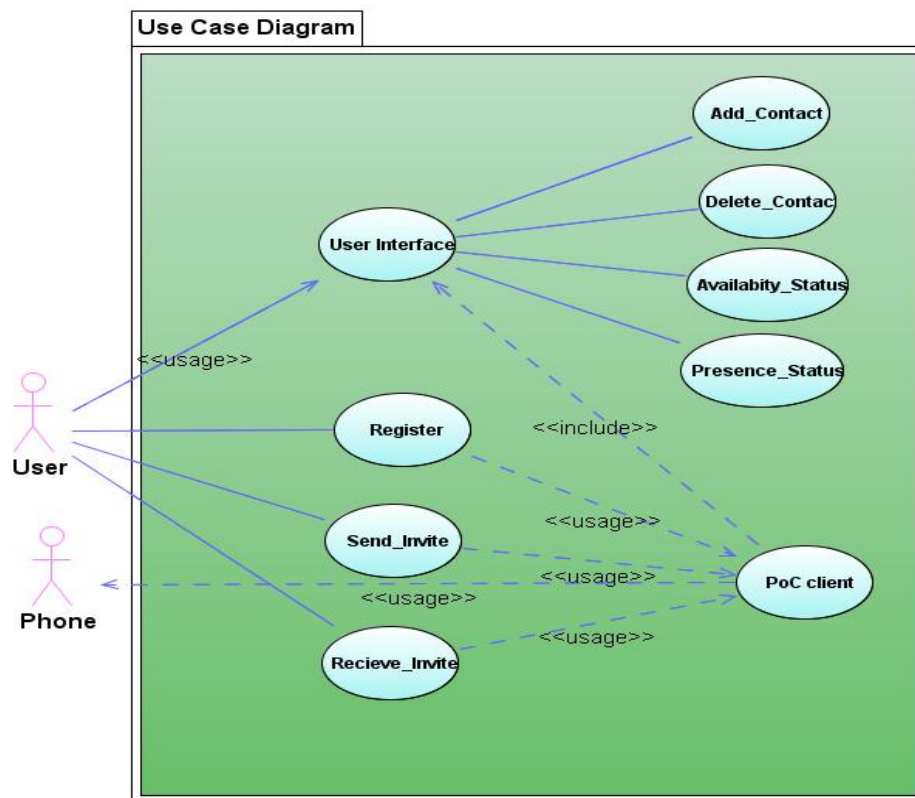 Use Case Diagram
Add_Contact
Delete_Contac
User Interface
Availabity_Status
<<usage>>
Presence_Status
Register
<<include>>
User
<<usage>>
Send_Invite
Phone
<<usage>>
<<usage>>
PoC client
<<usage>>
Recieve_Invite